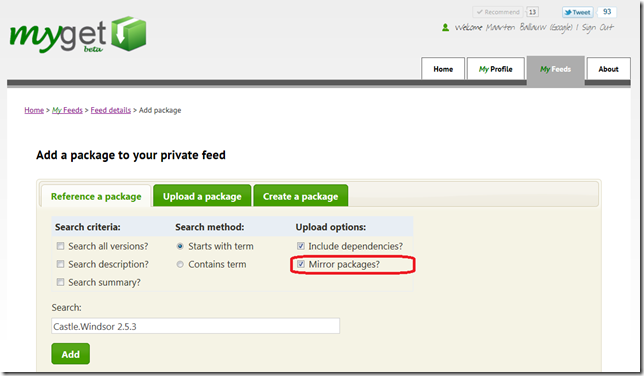 Recommend 13 Tweet 93
myget
beta
Welcome Maarten Balliauw (Google) | Sign Out
Home My Profile My Feeds About
Home > My Feeds > Feed details > Add package
Add a package to your private feed
Reference a package Upload a package Create a package
Search criteria: Search method: Upload options:
Search all versions? Starts with term Include dependencies?
Search description? Contains term Mirror packages?
Search summary?
Search:
Castle.Windsor 2.5.3
Add